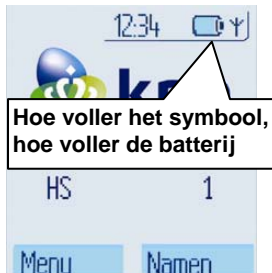 12:34
Hoe voller het symbool,
hoe voller de batterij
HS 1
Menu Namen